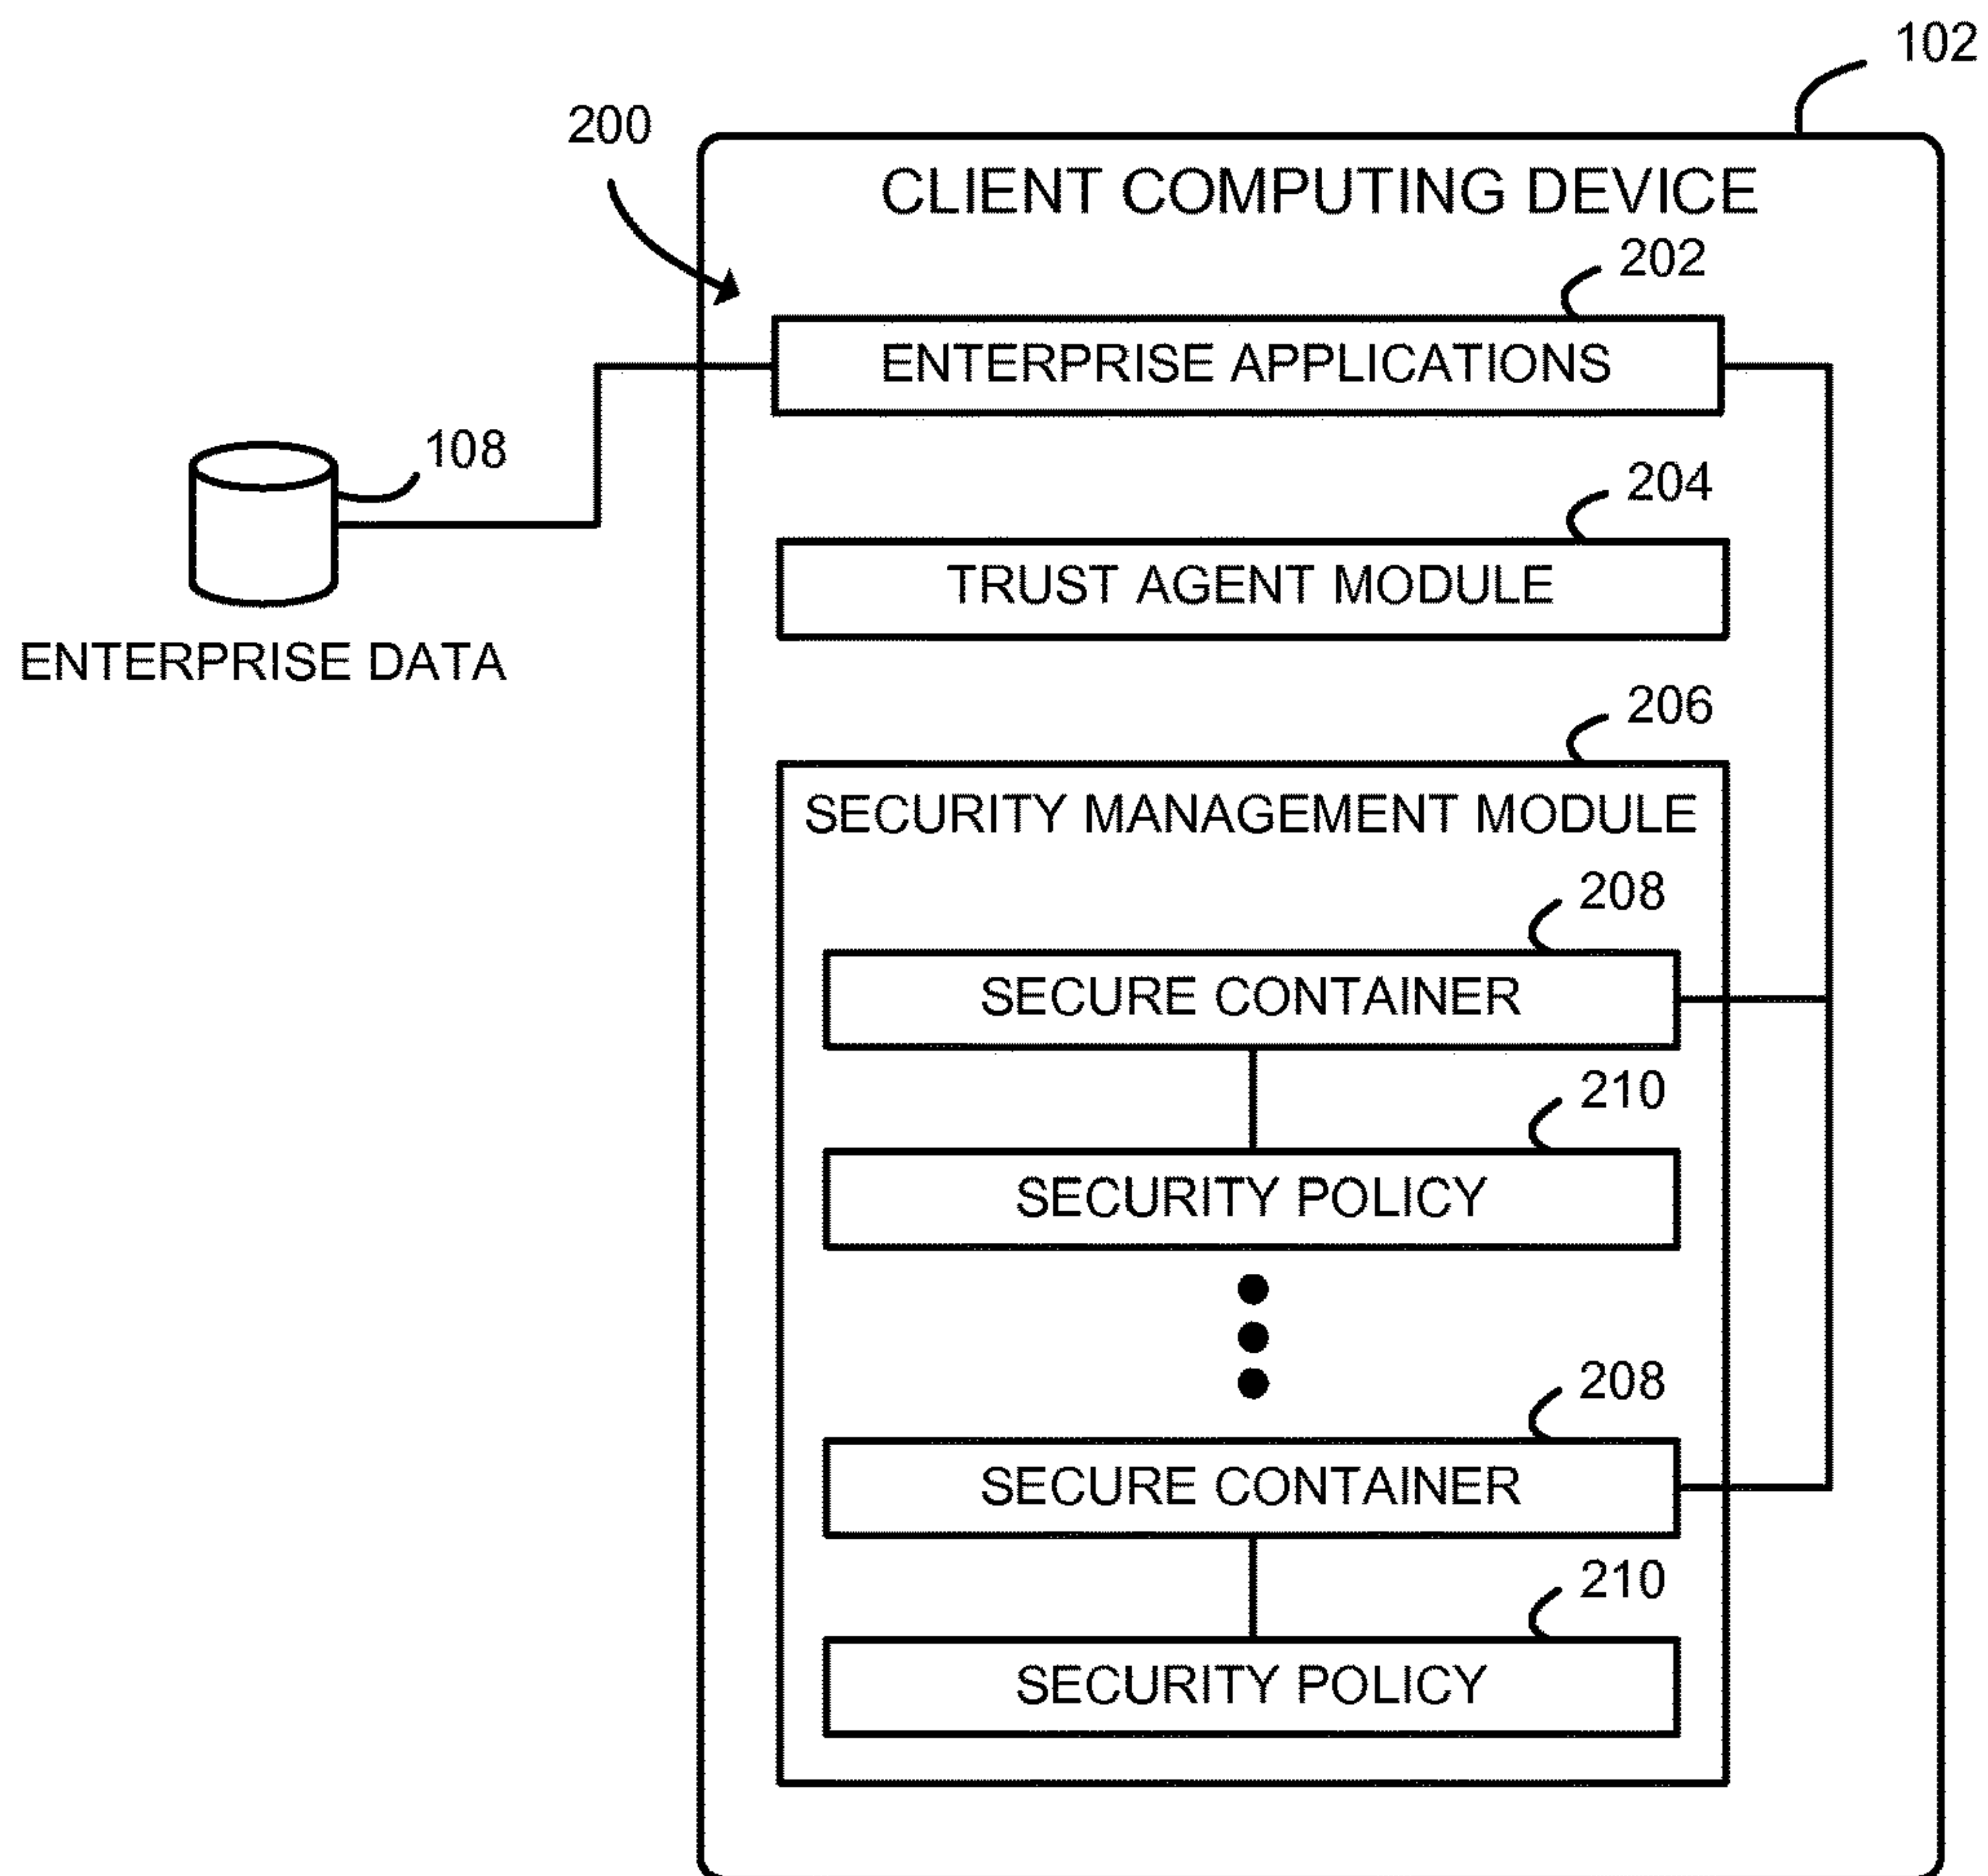 102
200
CLIENT COMPUTING DEVICE
202
ENTERPRISE APPLICATIONS
108
204
TRUST AGENT MODULE
ENTERPRISE DATA
206
SECURITY MANAGEMENT MODULE
208
SECURE CONTAINER
210
SECURITY POLICY
208
SECURE CONTAINER
210
SECURITY POLICY